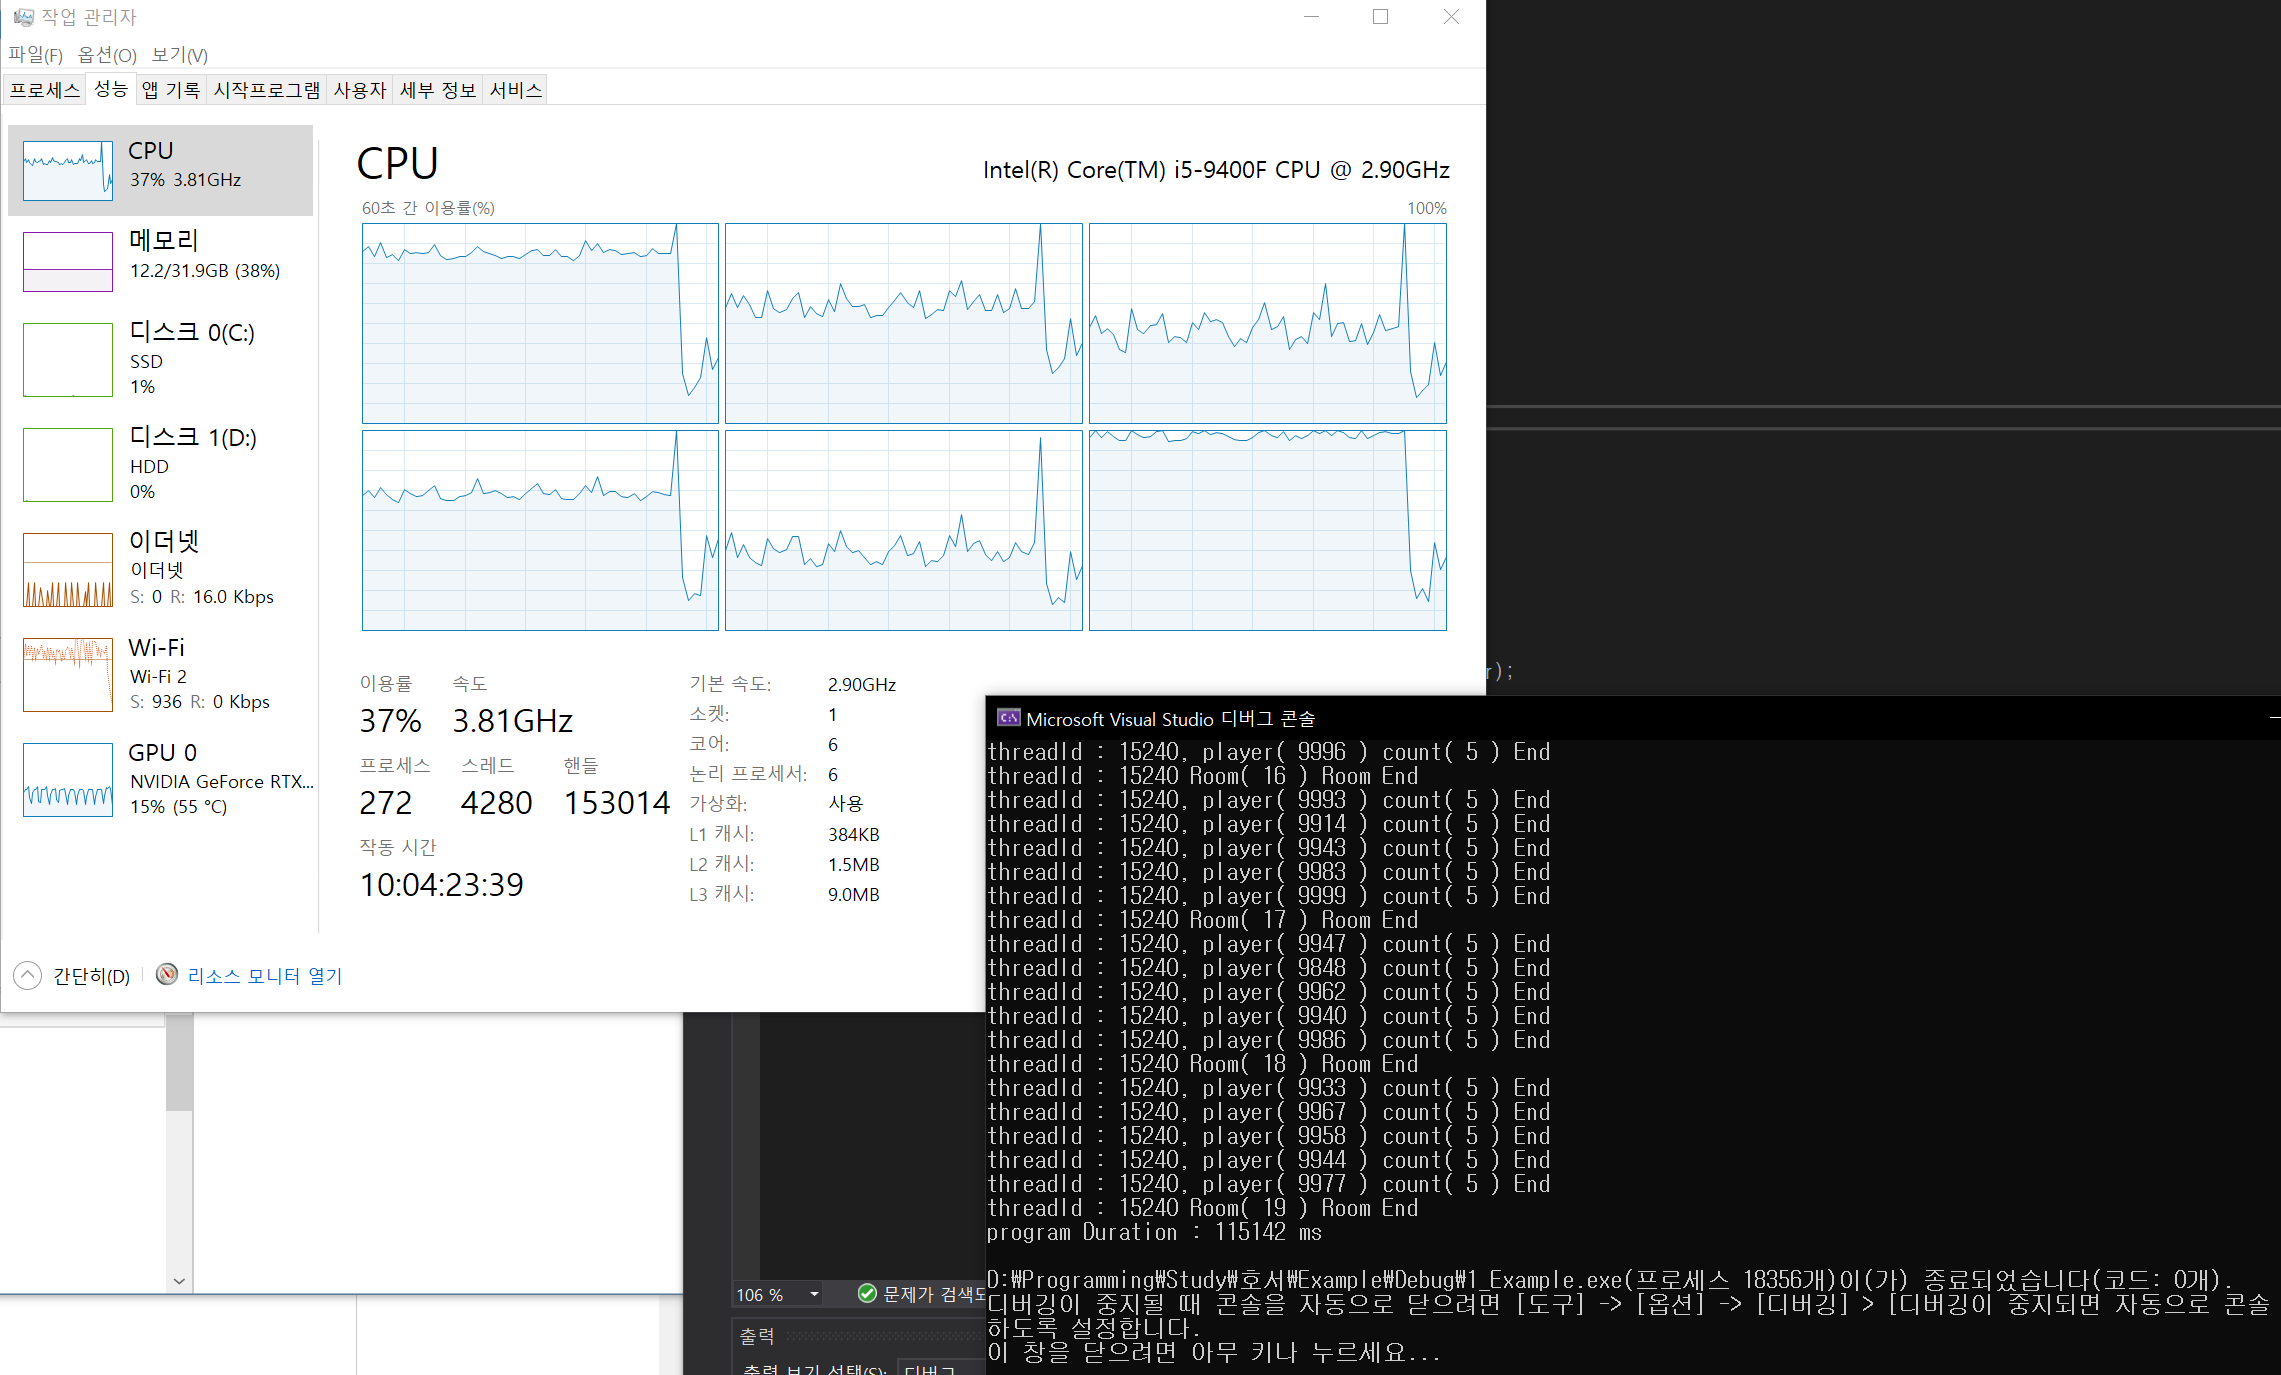 작업 관리자
파일(F) 옵션(O) 보기(V)
프로세스 성능 앱 기록 시작프로그램 사용자 세부 정보 서비스
CPU
37% 3.81GHz
메모리
12.2/31.9GB (38%)
디스크 0(C:)
SSD
1%
디스크 1(D:)
HDD
0%
이더넷
이더넷
S: 0 R: 16.0 Kbps
Wi-Fi
Wi-Fi 2
S: 936 R: 0 Kbps
GPU 0
NVIDIA GeForce RTX...
15% (55 °C)
CPU
Intel(R) Core(TM) i5-9400F CPU @ 2.90GHz
60초 간 이용률(%)
100%
이용률 속도
37% 3.81GHz
프로세스 스레드 핸들
272 4280 153014
작동 시간
10:04:23:39
기본 속도: 2.90GHz
소켓: 1
코어: 6
논리 프로세서: 6
가상화: 사용
L1 캐시: 384KB
L2 캐시: 1.5MB
L3 캐시: 9.0MB
간단히(D) 리소스 모니터 열기
r);
Microsoft Visual Studio 디버그 콘솔
threadId : 15240, player( 9996 ) count( 5 ) End
threadId : 15240 Room( 16 ) Room End
threadId : 15240, player( 9993 ) count( 5 ) End
threadId : 15240, player( 9914 ) count( 5 ) End
threadId : 15240, player( 9943 ) count( 5 ) End
threadId : 15240, player( 9983 ) count( 5 ) End
threadId : 15240, player( 9999 ) count( 5 ) End
threadId : 15240 Room( 17 ) Room End
threadId : 15240, player( 9947 ) count( 5 ) End
threadId : 15240, player( 9848 ) count( 5 ) End
threadId : 15240, player( 9962 ) count( 5 ) End
threadId : 15240, player( 9940 ) count( 5 ) End
threadId : 15240, player( 9986 ) count( 5 ) End
threadId : 15240 Room( 18 ) Room End
threadId : 15240, player( 9933 ) count( 5 ) End
threadId : 15240, player( 9967 ) count( 5 ) End
threadId : 15240, player( 9958 ) count( 5 ) End
threadId : 15240, player( 9944 ) count( 5 ) End
threadId : 15240, player( 9977 ) count( 5 ) End
threadId : 15240 Room( 19 ) Room End
program Duration : 115142 ms
D:₩Programming₩Study₩호서₩Example₩Debug₩1_Example.exe(프로세스 18356개)이(가) 종료되었습니다(코드: 0개).
디버깅이 중지될 때 콘솔을 자동으로 닫으려면 [도구] -> [옵션] -> [디버깅] > [디버깅이 중지되면 자동으로 콘솔
하도록 설정합니다.
이 창을 닫으려면 아무 키나 누르세요...
106 % 문제가 검색되
출력
출력 보기 선택(S): 디버그